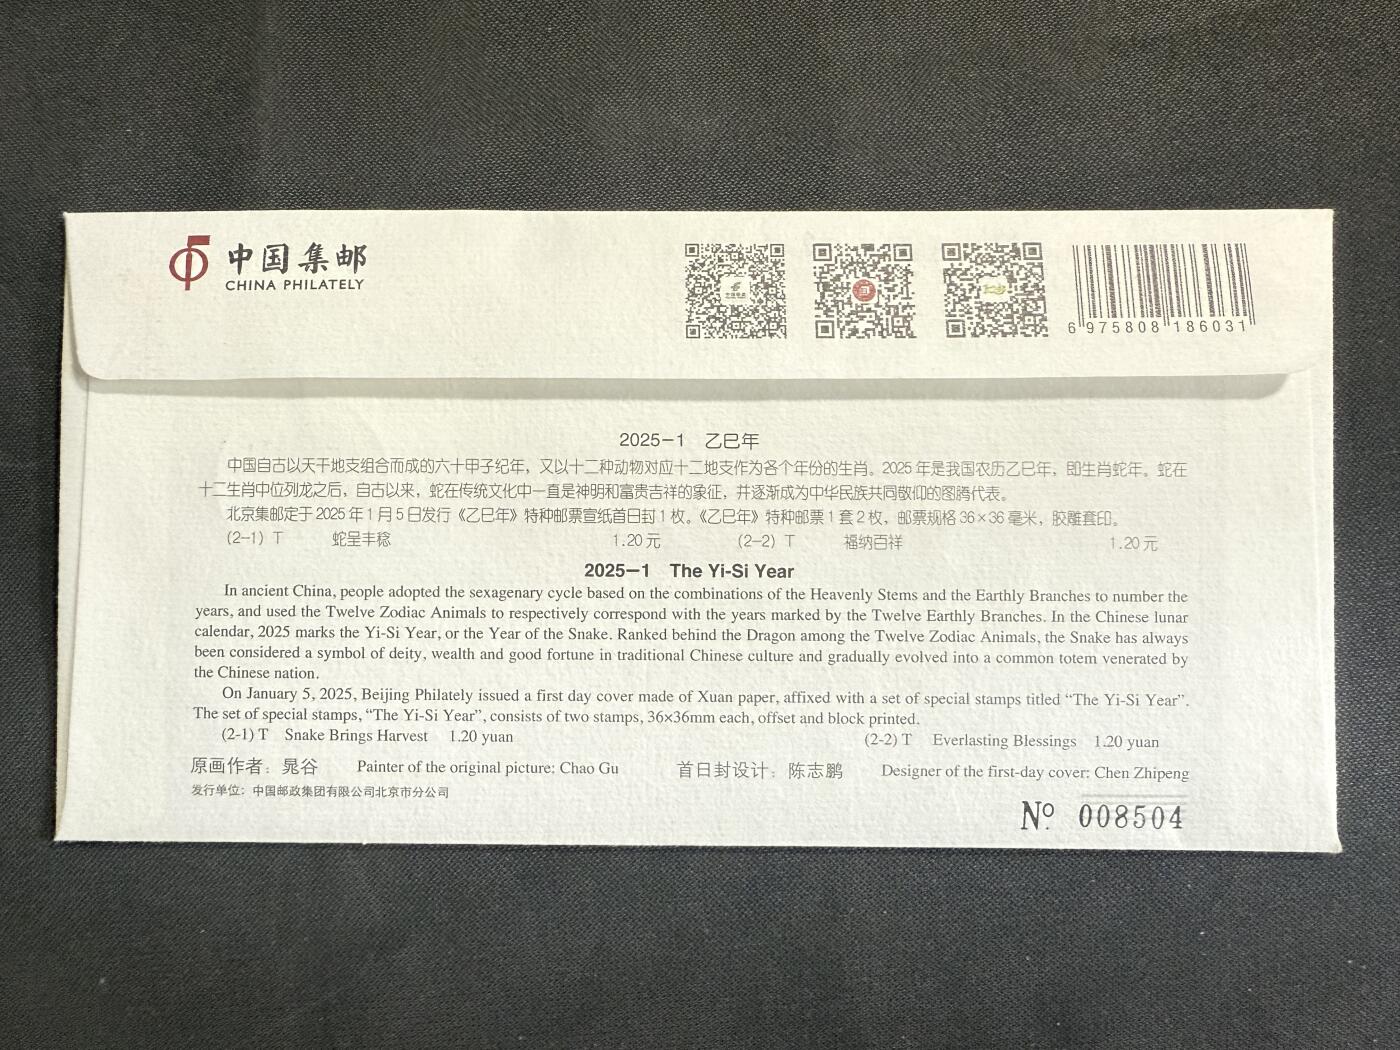 中国集邮
CHINA PHILATELY
6 975808 186031
2025-1 乙巳年
中国自古以天干地支组合而成的六十甲子纪年，又以十二种动物对应十二地支作为各个年份的生肖。2025年是我国农历乙巳年，即生肖蛇年。蛇在
十二生肖中位列龙之后，自古以来，蛇在传统文化中一直是神明和富贵吉祥的象征，并逐渐成为中华民族共同敬仰的图腾代表。
北京集邮定于2025年1月5日发行《乙巳年》特种邮票宣纸首日封1枚。《乙巳年》特种邮票1套2枚，邮票规格36×36毫米，胶雕套印。
(2-1) T 蛇呈丰稔 1.20元 (2-2) T 福纳百祥 1.20元
2025-1 The Yi-Si Year
In ancient China, people adopted the sexagenary cycle based on the combinations of the Heavenly Stems and the Earthly Branches to number the
years, and used the Twelve Zodiac Animals to respectively correspond with the years marked by the Twelve Earthly Branches. In the Chinese lunar
calendar, 2025 marks the Yi-Si Year, or the Year of the Snake. Ranked behind the Dragon among the Twelve Zodiac Animals, the Snake has always
been considered a symbol of deity, wealth and good fortune in traditional Chinese culture and gradually evolved into a common totem venerated by
the Chinese nation.
On January 5, 2025, Beijing Philately issued a first day cover made of Xuan paper, affixed with a set of special stamps titled “The Yi-Si Year”.
The set of special stamps, “The Yi-Si Year”, consists of two stamps, 36×36mm each, offset and block printed.
(2-1) T Snake Brings Harvest 1.20 yuan (2-2) T Everlasting Blessings 1.20 yuan
原画作者：晁谷 Painter of the original picture: Chao Gu 首日封设计：陈志鹏 Designer of the first-day cover: Chen Zhipeng
发行单位：中国邮政集团有限公司北京市分公司
Nº 008504